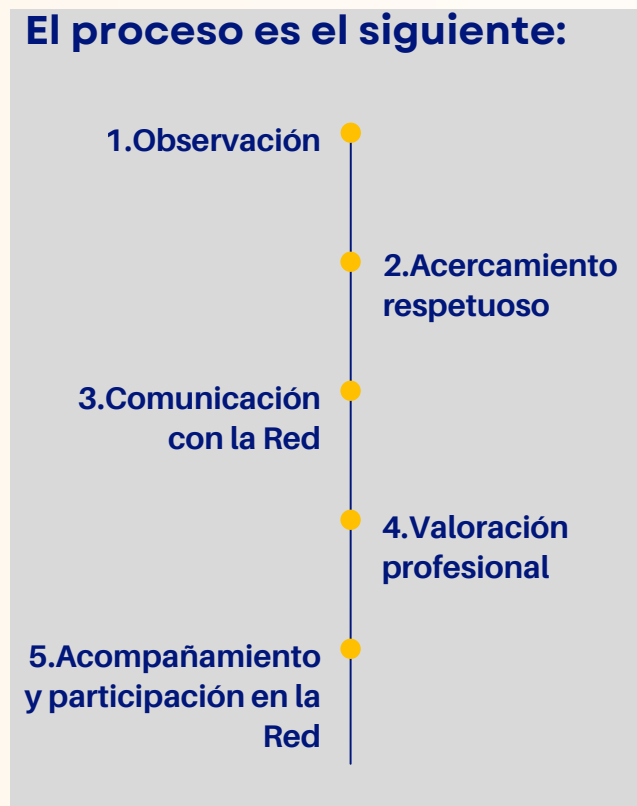 El proceso es el siguiente:
1.Observación
2.Acercamiento
respetuoso
3.Comunicación
con la Red
4.Valoración
profesional
5.Acompañamiento
y participación en la
Red